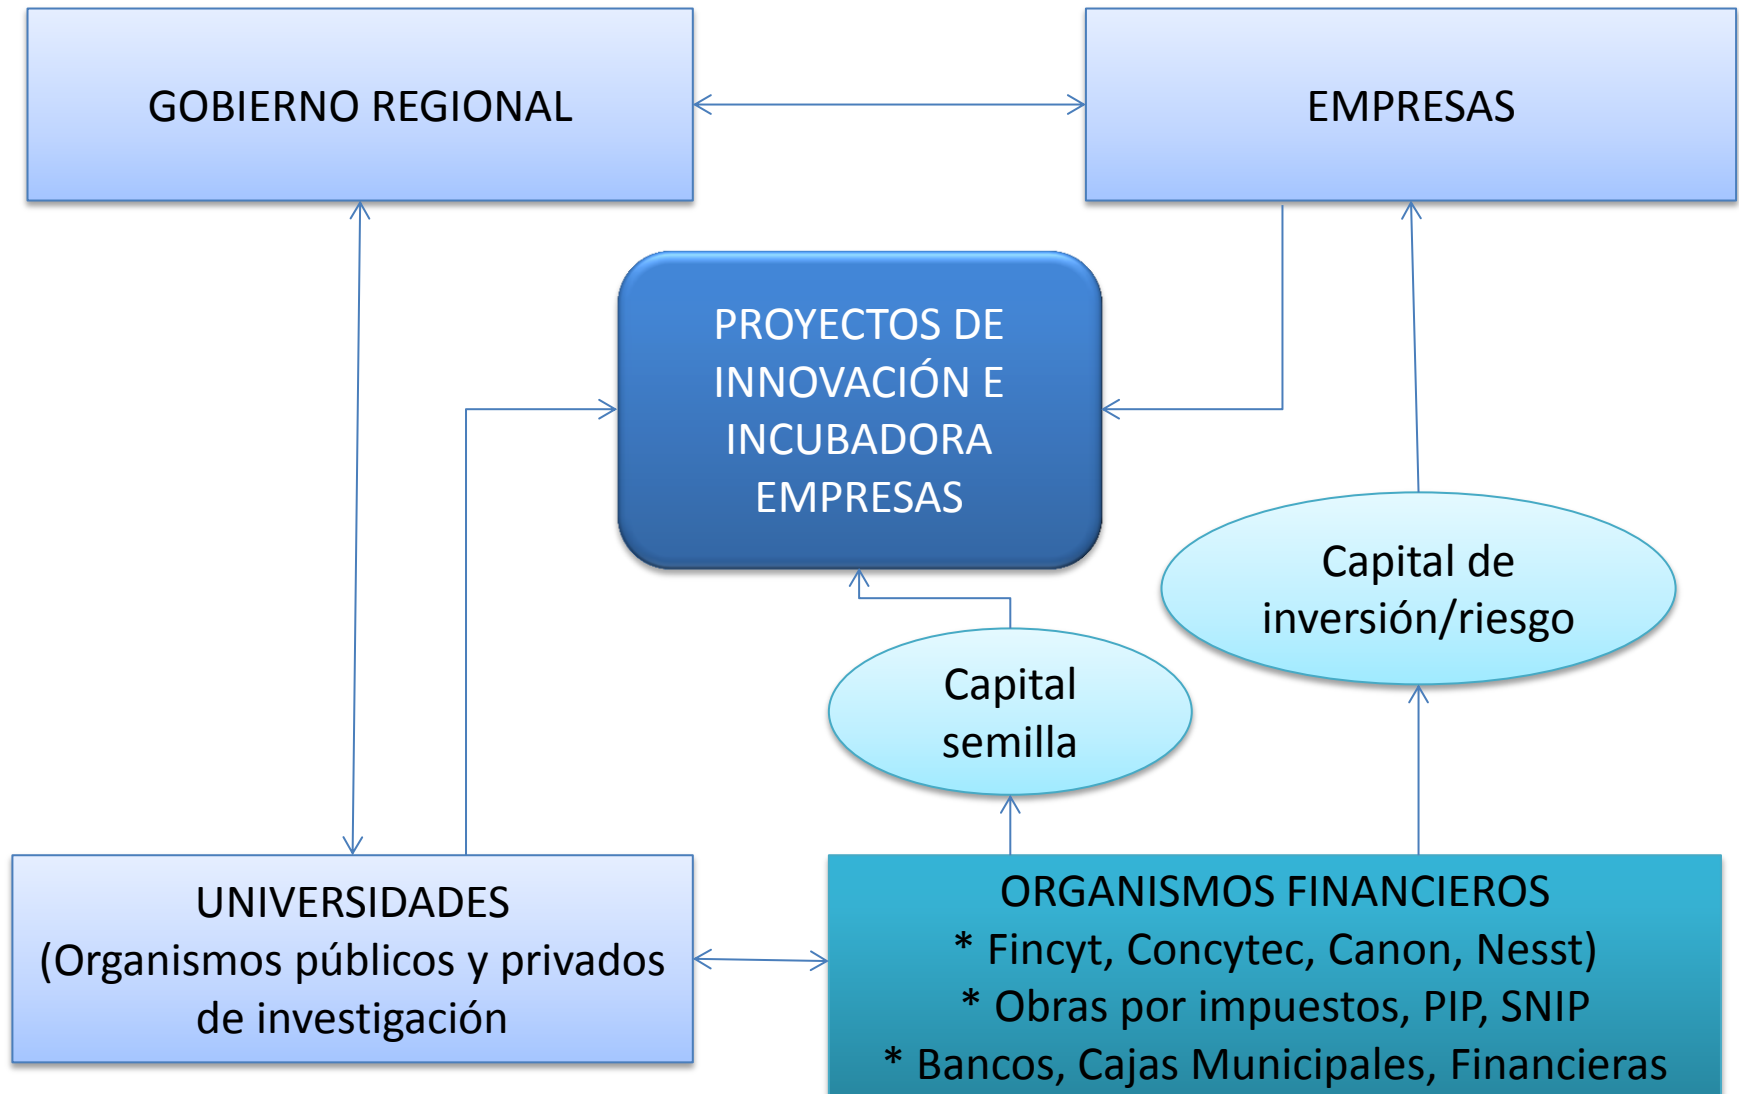 GOBIERNO REGIONAL
EMPRESAS
PROYECTOS DE
INNOVACIÓN E
INCUBADORA
EMPRESAS
Capital de
inversión/riesgo
Capital
semilla
UNIVERSIDADES
(Organismos públicos y privados
de investigación
ORGANISMOS FINANCIEROS
* Fincyt, Concytec, Canon, Nesst)
* Obras por impuestos, PIP, SNIP
* Bancos, Cajas Municipales, Financieras